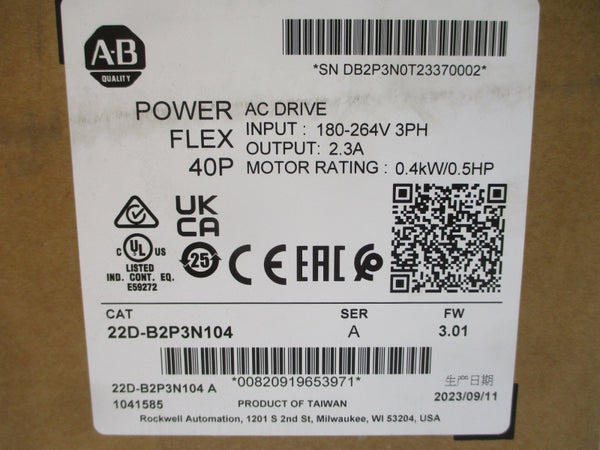 A-B
QUALITY
*SN DB2P3N0T23370002*
POWER FLEX 40P
AC DRIVE
INPUT : 180-264V 3PH
OUTPUT: 2.3A
MOTOR RATING : 0.4kW/0.5HP
UK CA
C UL US
LISTED
IND. CONT. EQ.
E59272
25
CE
EAC
CAT SER FW
22D-B2P3N104 A 3.01
*00820919653971*
22D-B2P3N104 A
1041585
PRODUCT OF TAIWAN
生产日期
2023/09/11
Rockwell Automation, 1201 S 2nd St, Milwaukee, WI 53204, USA